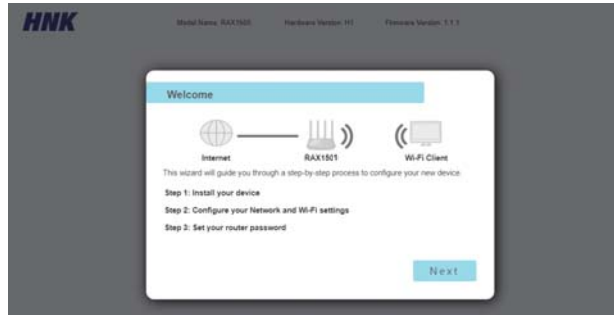 HNK
Model Name: RAX1501 Hardware Version: H1 Firmware Version: 1.1.1
Welcome
Internet
RAX1501
Wi-Fi Client
This wizard will guide you through a step-by-step process to configure your new device.
Step 1: Install your device
Step 2: Configure your Network and Wi-Fi settings
Step 3: Set your router password
Next